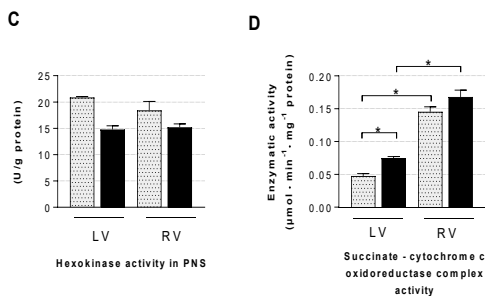 C
D
25
20
15
10
5
0
(U/g protein)
LV
RV
Hexokinase activity in PNS
0.20
0.15
0.10
0.05
0.00
Enzymatic activity
(µmol · min⁻¹ · mg⁻¹ protein)
*
*
*
LV
RV
Succinate - cytochrome c
oxidoreductase complex
activity